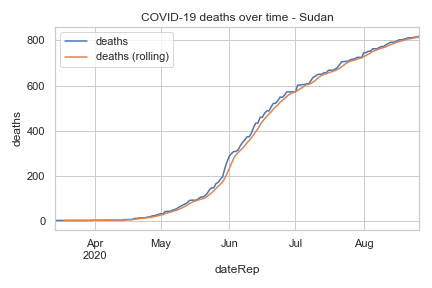 COVID-19 deaths over time - Sudan
deaths
deaths (rolling)
800
600
400
200
0
deaths
Apr
2020
May
Jun
Jul
Aug
dateRep